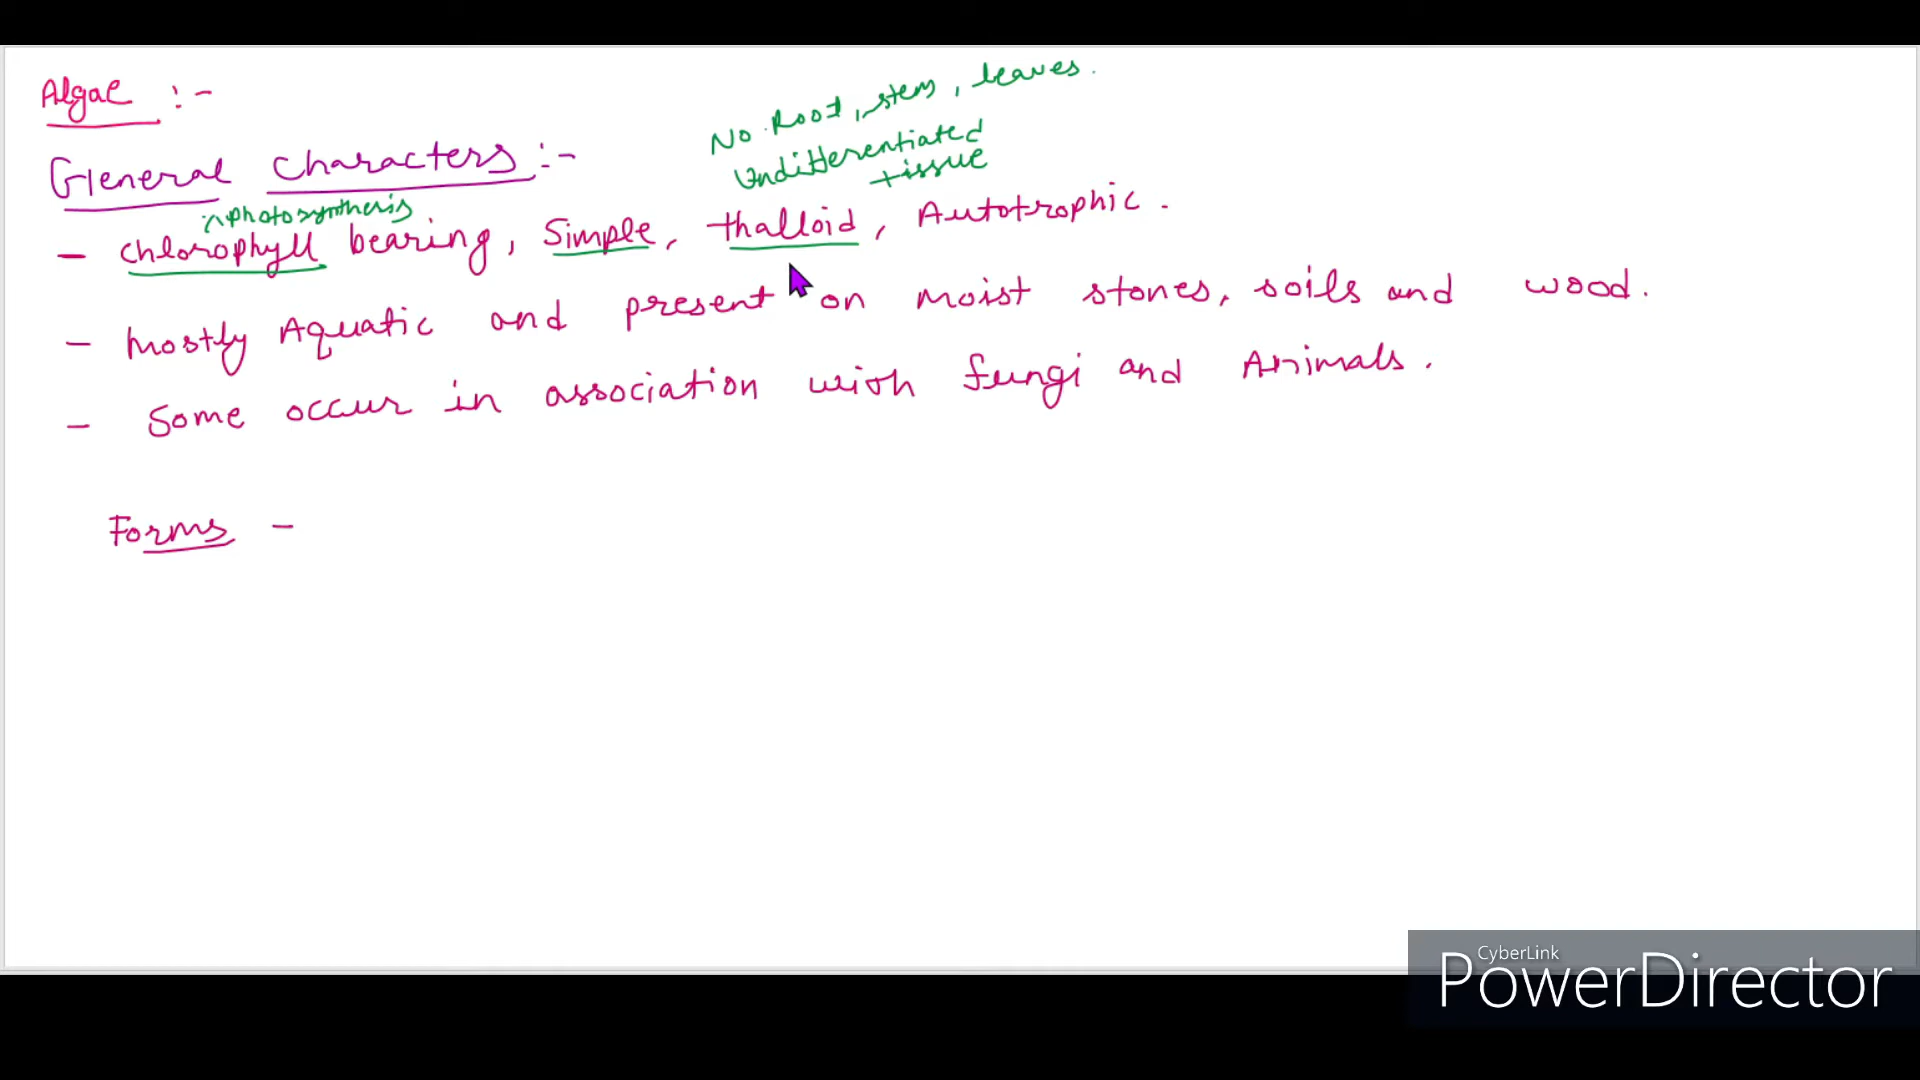 Algae :-
No Root, stem, leaves.
Undifferentiated
tissue
General Characters :-
photosynthesis
- Chlorophyll bearing, Simple, thalloid, Autotrophic.
- Mostly Aquatic and present on moist stones, soils and wood.
- Some occur in association with fungi and Animals.
Forms -
CyberLink
PowerDirector